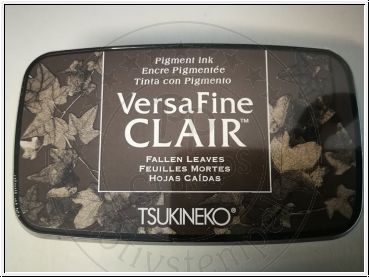 Pigment Ink
Encre Pigmentée
Tinta con Pigmento
VersaFine
CLAIR™
FALLEN LEAVES
FEUILLES MORTES
HOJAS CAÍDAS
TSUKINEKO®